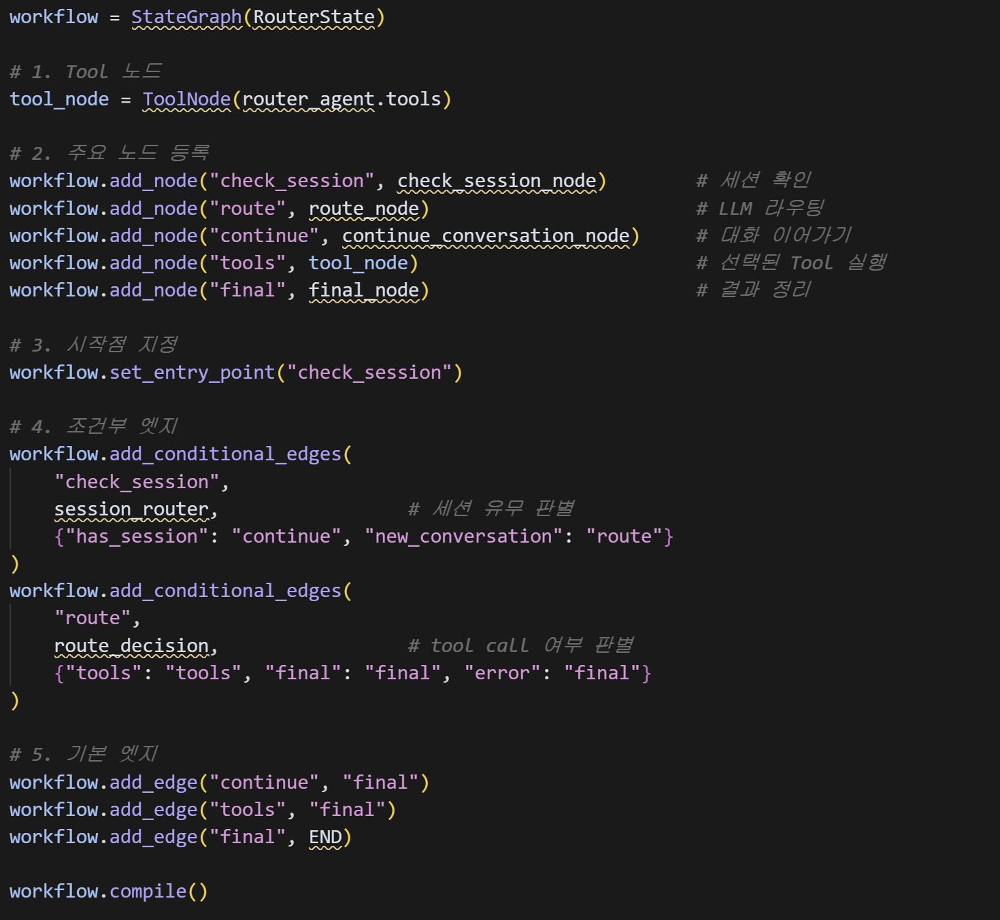 workflow = StateGraph(RouterState)
# 1. Tool 노드
tool_node = ToolNode(router_agent.tools)
# 2. 주요 노드 등록
workflow.add_node("check_session", check_session_node)        # 세션 확인
workflow.add_node("route", route_node)                        # LLM 라우팅
workflow.add_node("continue", continue_conversation_node)     # 대화 이어가기
workflow.add_node("tools", tool_node)                         # 선택된 Tool 실행
workflow.add_node("final", final_node)                        # 결과 정리
# 3. 시작점 지정
workflow.set_entry_point("check_session")
# 4. 조건부 엣지
workflow.add_conditional_edges(
    "check_session",
    session_router,                 # 세션 유무 판별
    {"has_session": "continue", "new_conversation": "route"}
)
workflow.add_conditional_edges(
    "route",
    route_decision,                 # tool call 여부 판별
    {"tools": "tools", "final": "final", "error": "final"}
)
# 5. 기본 엣지
workflow.add_edge("continue", "final")
workflow.add_edge("tools", "final")
workflow.add_edge("final", END)
workflow.compile()